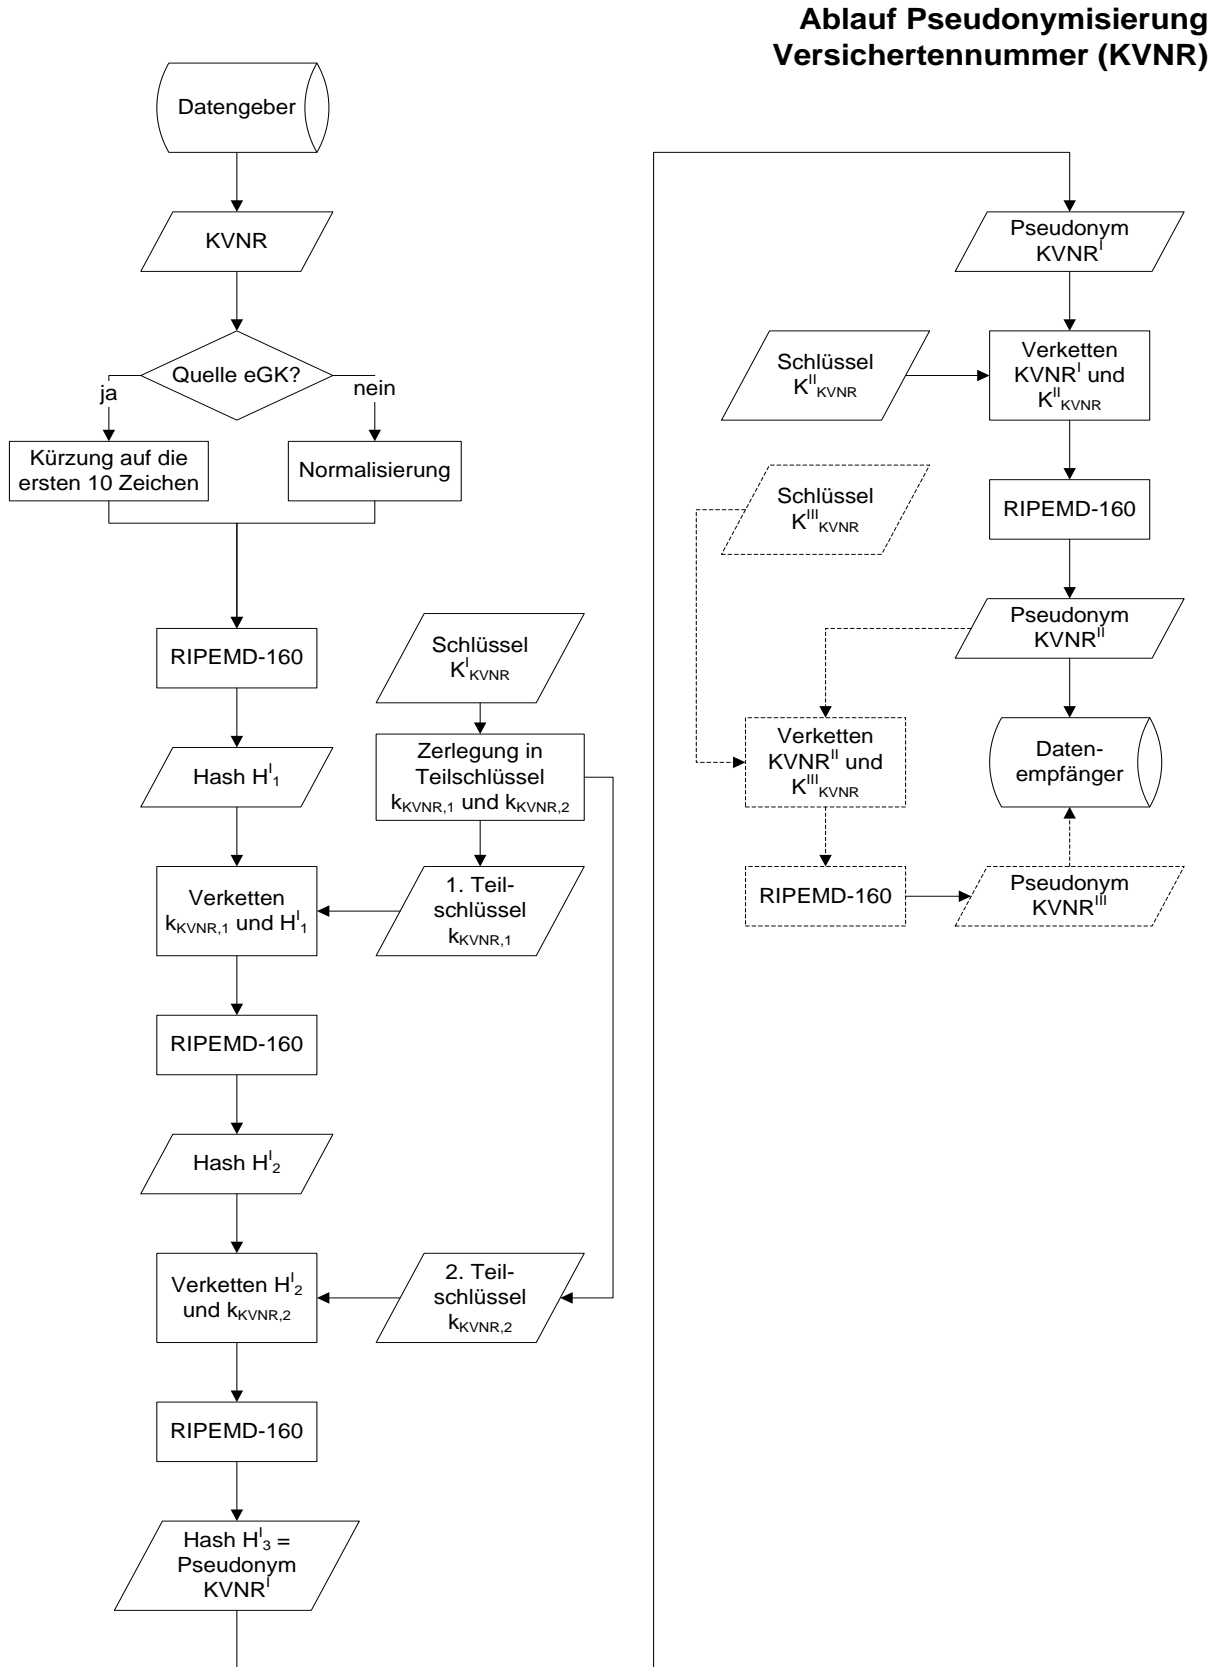 Ablauf Pseudonymisierung
Versichertennummer (KVNR)
Datengeber
KVNR
Quelle eGK?
ja
nein
Kürzung auf die
ersten 10 Zeichen
Normalisierung
RIPEMD-160
Schlüssel
K^I_KVNR
Hash H^I_1
Zerlegung in
Teilschlüssel
k_KVNR,1 und k_KVNR,2
Verketten
k_KVNR,1 und H^I_1
1. Teil-
schlüssel
k_KVNR,1
RIPEMD-160
Hash H^I_2
Verketten H^I_2
und k_KVNR,2
2. Teil-
schlüssel
k_KVNR,2
RIPEMD-160
Hash H^I_3 =
Pseudonym
KVNR^I
Pseudonym
KVNR^I
Schlüssel
K^II_KVNR
Verketten
KVNR^I und
K^II_KVNR
Schlüssel
K^III_KVNR
RIPEMD-160
Pseudonym
KVNR^II
Verketten
KVNR^II und
K^III_KVNR
Daten-
empfänger
RIPEMD-160
Pseudonym
KVNR^III